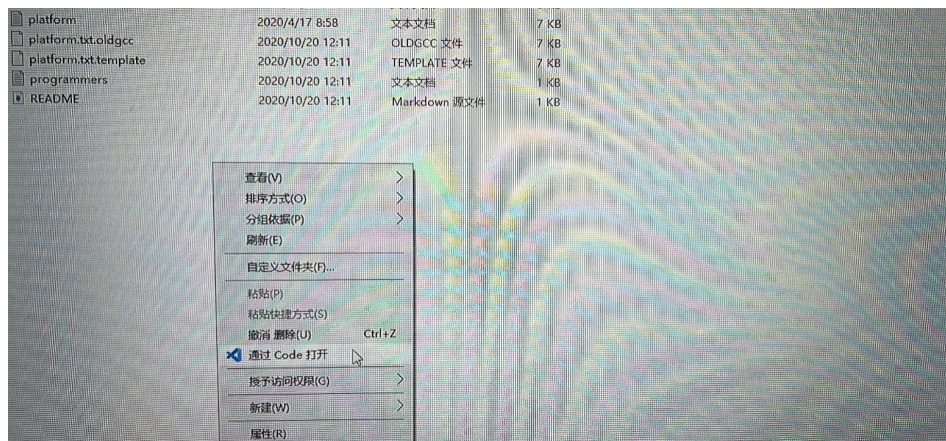 platform 2020/4/17 8:58 文本文档 7 KB
platform.txt.oldgcc 2020/10/20 12:11 OLDGCC 文件 7 KB
platform.txt.template 2020/10/20 12:11 TEMPLATE 文件 7 KB
programmers 2020/10/20 12:11 文本文档 1 KB
README 2020/10/20 12:11 Markdown 源文件 1 KB
查看(V)
排序方式(O)
分组依据(P)
刷新(E)
自定义文件夹(F)...
粘贴(P)
粘贴快捷方式(S)
撤消 删除(U) Ctrl+Z
通过 Code 打开
授予访问权限(G)
新建(W)
属性(R)